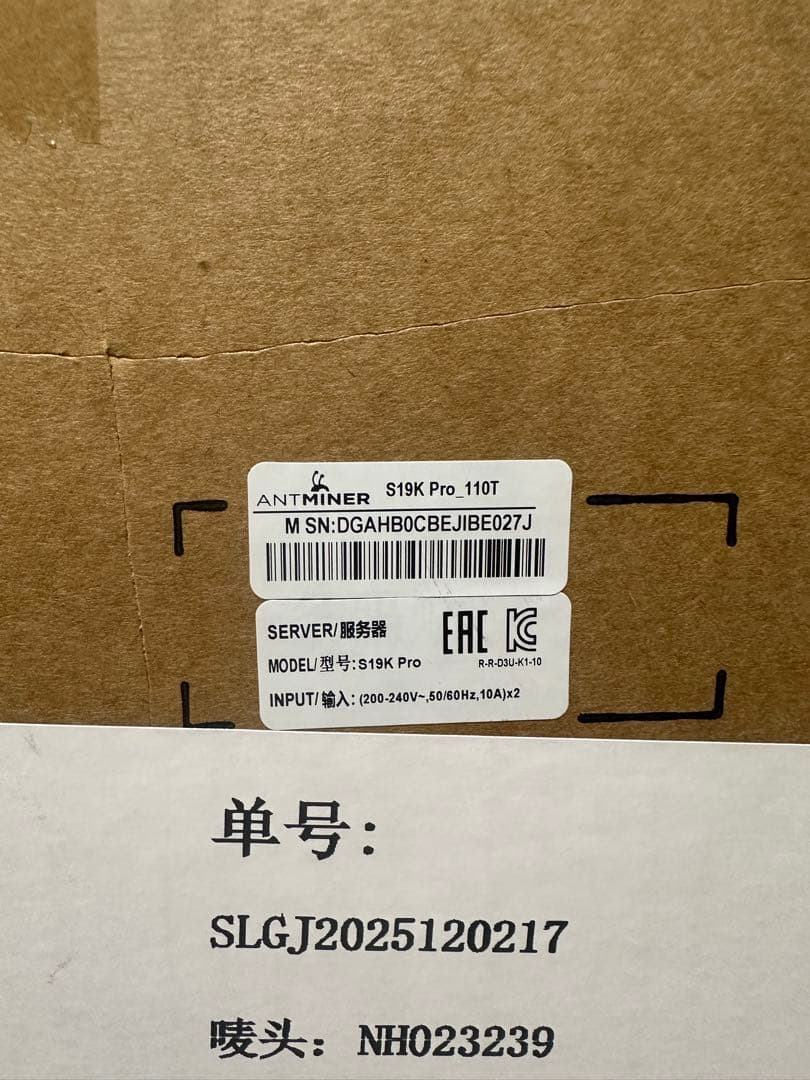 ANTMINER S19K Pro_110T
M SN:DGAHB0CBEJIBE027J
SERVER/服务器
EAC KC
MODEL/型号:S19K Pro
R-R-D3U-K1-10
INPUT/输入: (200-240V~,50/60Hz,10A)x2
单号:
SLGJ2025120217
唛头: NH023239